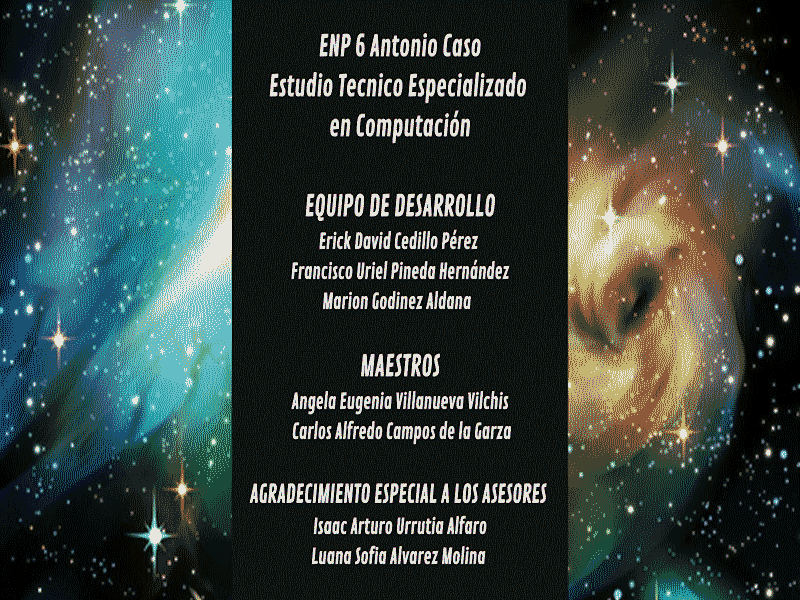 ENP 6 Antonio Caso
Estudio Tecnico Especializado
en Computación
EQUIPO DE DESARROLLO
Erick David Cedillo Pérez
Francisco Uriel Pineda Hernández
Marion Godinez Aldana
MAESTROS
Angela Eugenia Villanueva Vilchis
Carlos Alfredo Campos de la Garza
AGRADECIMIENTO ESPECIAL A LOS ASESORES
Isaac Arturo Urrutia Alfaro
Luana Sofia Alvarez Molina